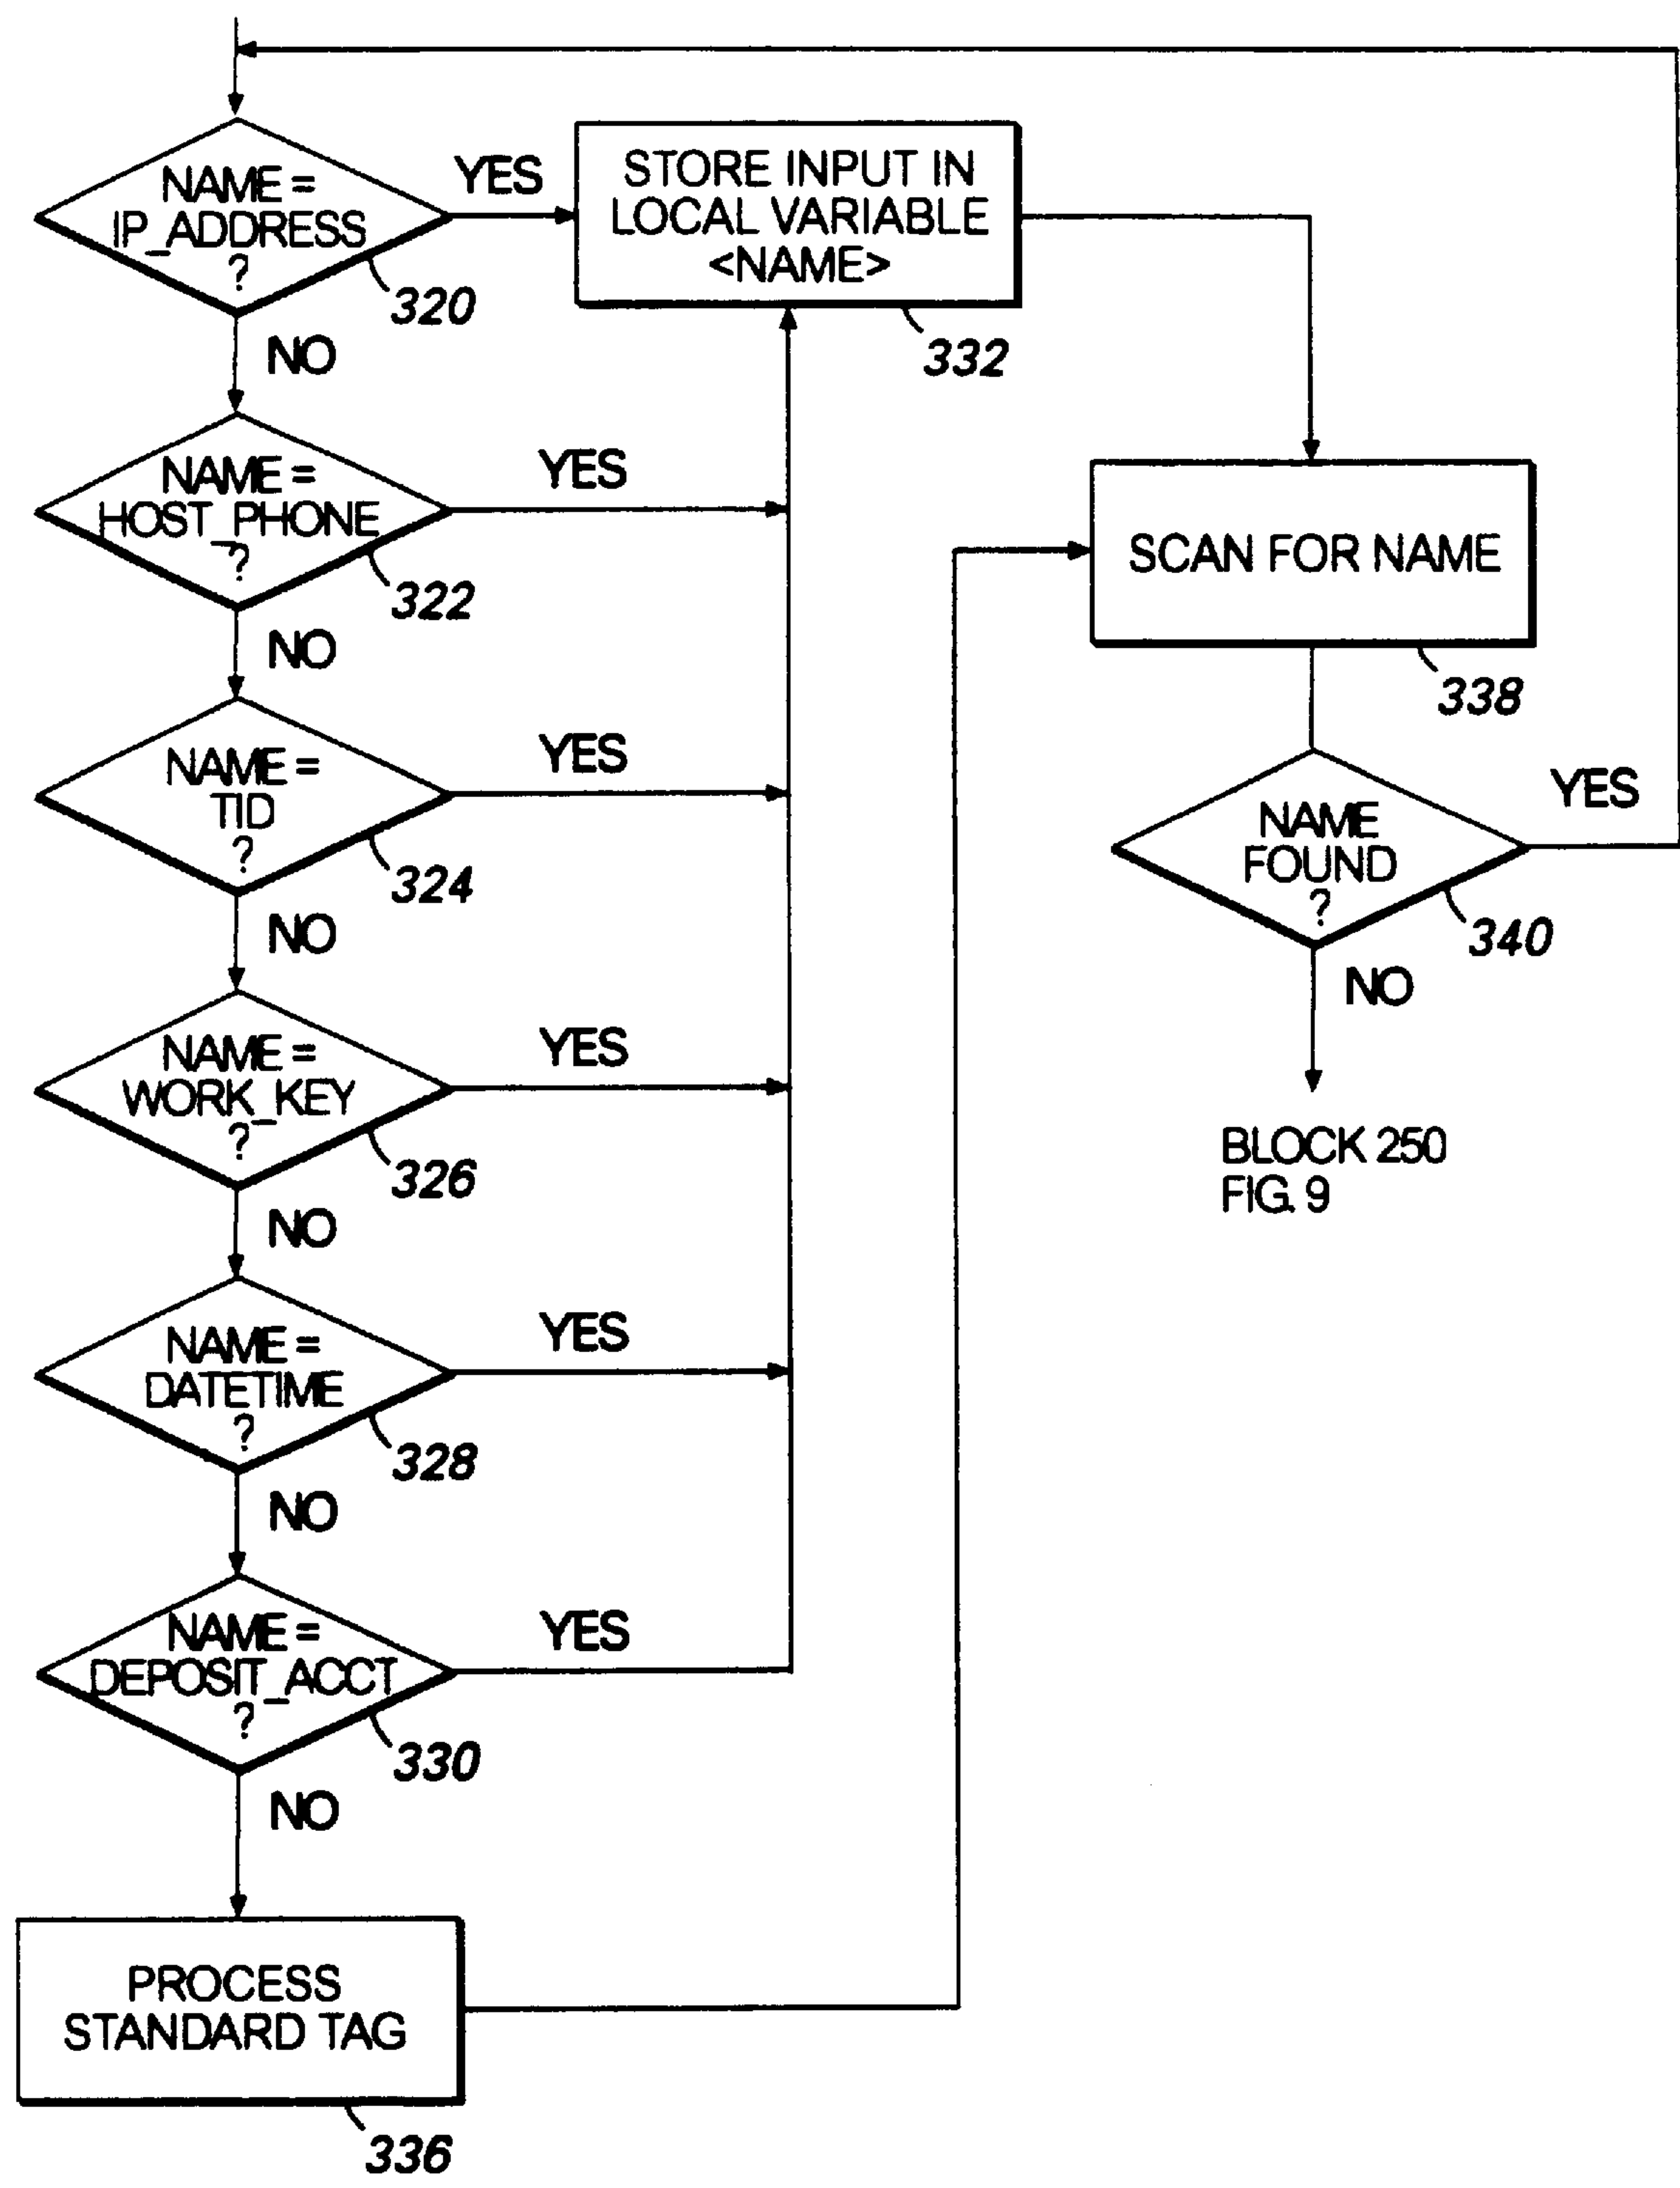 NAME =
IP_ADDRESS
?
320
YES
STORE INPUT IN
LOCAL VARIABLE
<NAME>
332
NO
NAME =
HOST_PHONE
?
322
YES
NO
SCAN FOR NAME
338
NAME =
TID
?
324
YES
NO
NAME
FOUND
?
340
YES
NO
BLOCK 250
FIG. 9
NAME =
WORK_KEY
?
326
YES
NO
NAME =
DATETIME
?
328
YES
NO
NAME =
DEPOSIT_ACCT
?
330
YES
NO
PROCESS
STANDARD TAG
336